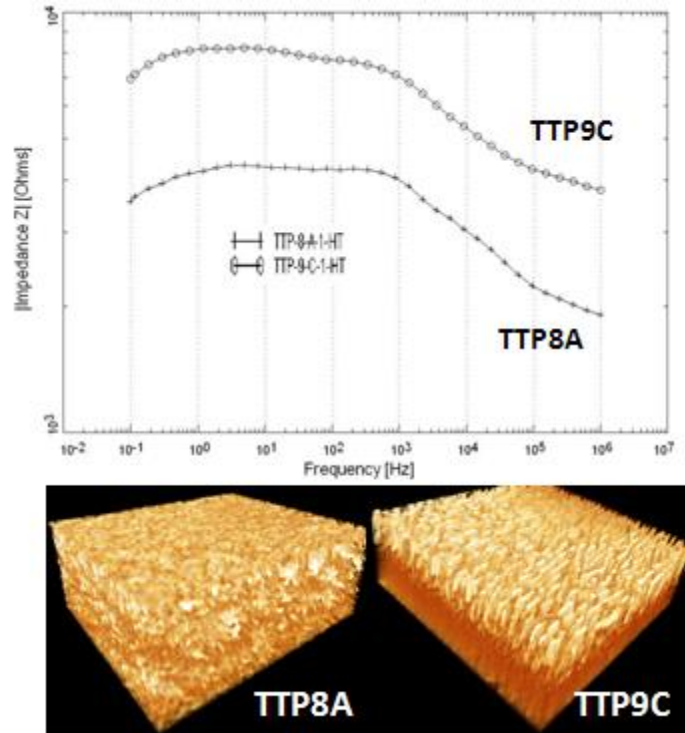 10⁴
|Impedance Z| [Ohms]
TTP9C
TTP-8-A-1-HT
TTP-9-C-1-HT
TTP8A
10³
10⁻² 10⁻¹ 10⁰ 10¹ 10² 10³ 10⁴ 10⁵ 10⁶ 10⁷
Frequency [Hz]
TTP8A TTP9C